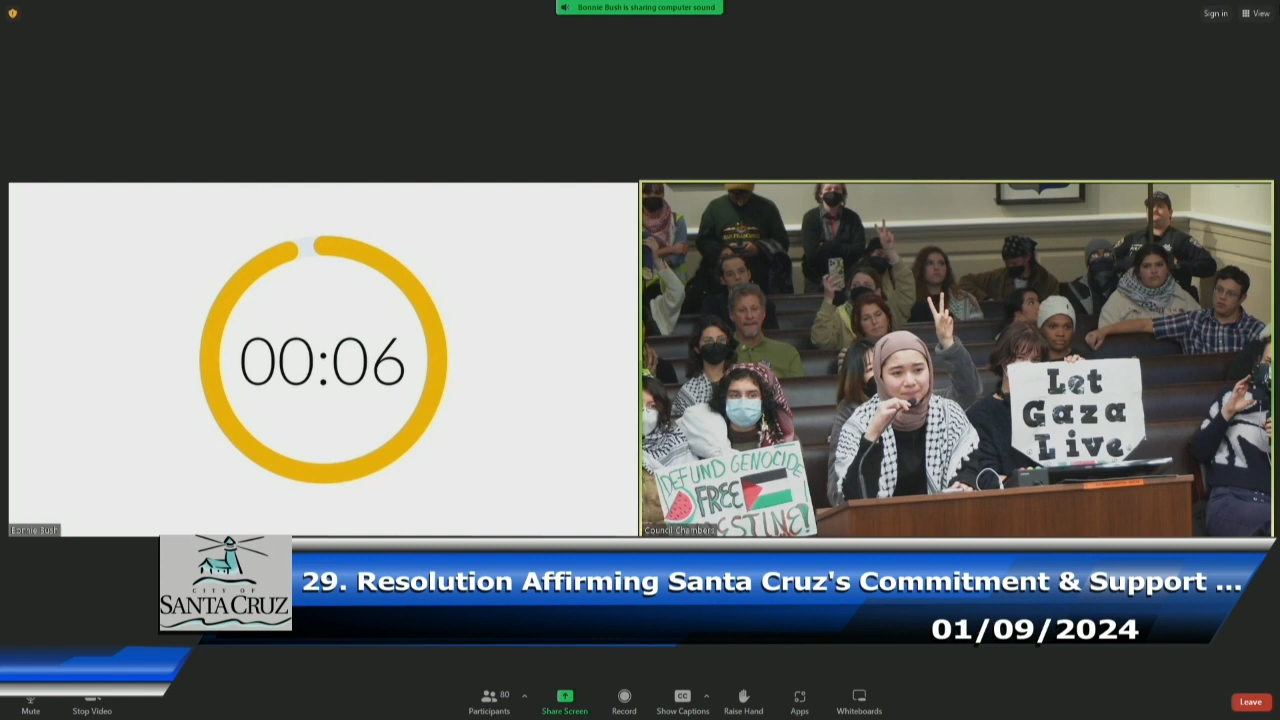 Bonnie Bush is sharing computer sound
Sign in
View
00:06
Let
Gaza
Live
DEFUND GENOCIDE
FREE
ESTINE!
Bonnie Bush
Council Chambers
CITY OF
SANTA CRUZ
29. Resolution Affirming Santa Cruz's Commitment & Support ...
01/09/2024
Mute
Stop Video
Participants
80
Share Screen
CC
Show Captions
Record
Raise Hand
Apps
Whiteboards
Leave